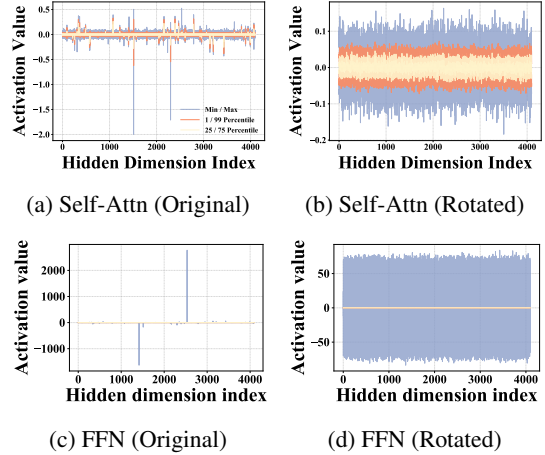 Activation Value
0.5
0.0
−0.5
−1.0
−1.5
−2.0
Min / Max
1 / 99 Percentile
25 / 75 Percentile
0 1000 2000 3000 4000
Hidden Dimension Index
(a) Self-Attn (Original)
Activation Value
0.2
0.1
0.0
−0.1
−0.2
0 1000 2000 3000 4000
Hidden Dimension Index
(b) Self-Attn (Rotated)
Activation value
2000
1000
0
−1000
0 1000 2000 3000 4000
Hidden dimension index
(c) FFN (Original)
Activation value
50
0
−50
0 1000 2000 3000 4000
Hidden dimension index
(d) FFN (Rotated)